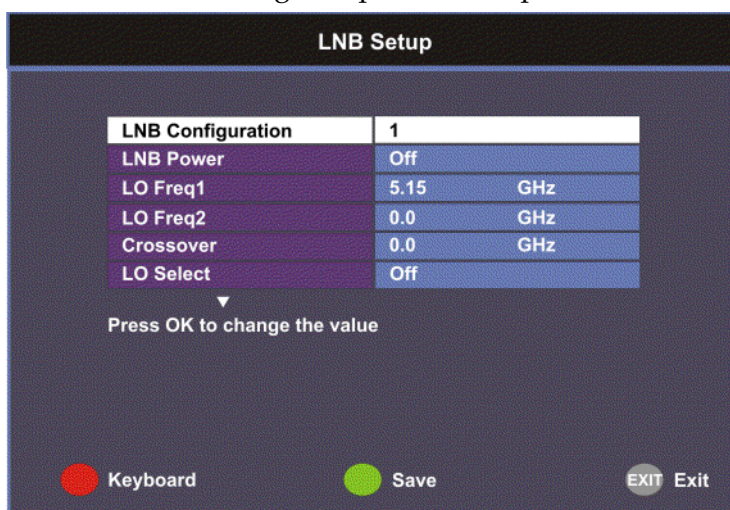 LNB Setup
LNB Configuration 1
LNB Power Off
LO Freq1 5.15 GHz
LO Freq2 0.0 GHz
Crossover 0.0 GHz
LO Select Off
Press OK to change the value
Keyboard Save EXIT Exit